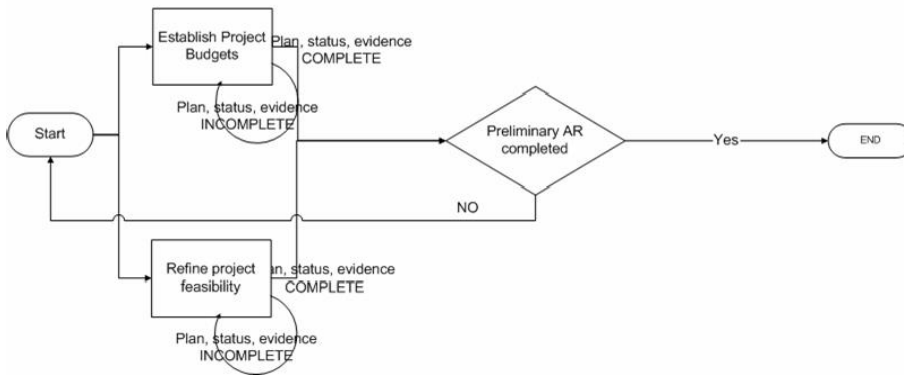 Establish Project
Budgets
Plan, status, evidence
COMPLETE
Plan, status, evidence
INCOMPLETE
Start
Preliminary AR
completed
Yes
END
NO
Refine project
feasibility
an, status, evidence
COMPLETE
Plan, status, evidence
INCOMPLETE